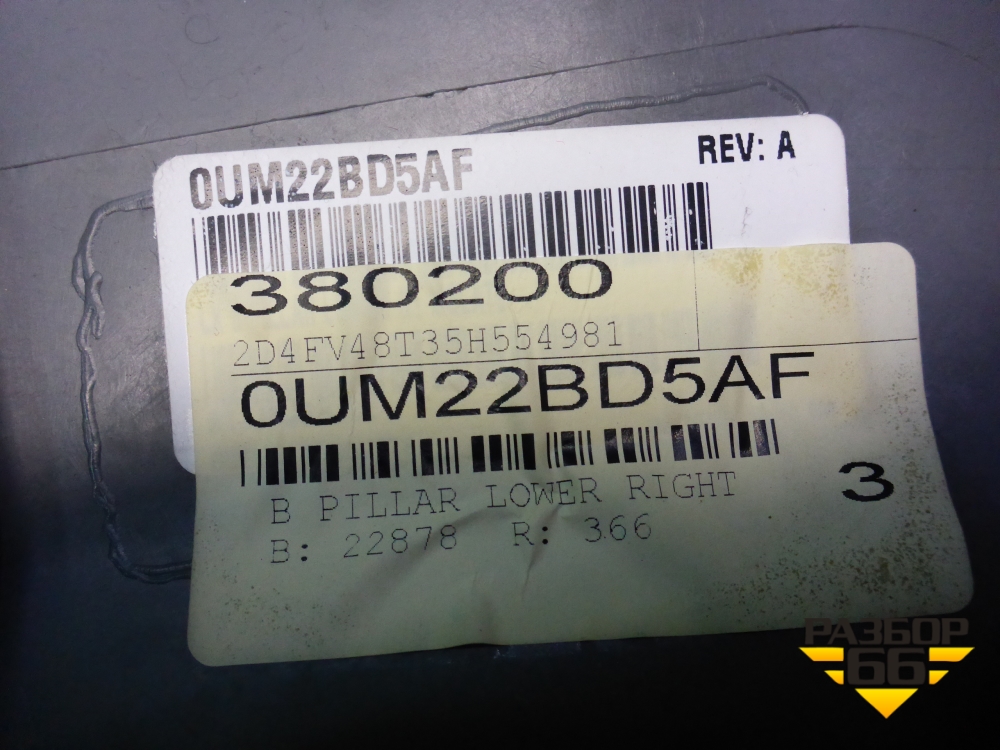 0UM22BD5AF REV: A
380200
2D4FV48T35H554981
0UM22BD5AF
B PILLAR LOWER RIGHT
B: 22878 R: 366
3
РАЗБОР
66